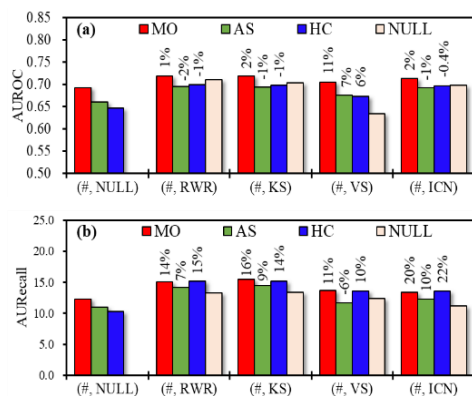 (a) MO AS HC NULL
AUROC
0.85
0.80
0.75
0.70
0.65
0.60
0.55
0.50
1% -2% -1% 2% -1% -1% 11% 7% 6% 2% -1% -0.4%
(#, NULL) (#, RWR) (#, KS) (#, VS) (#, ICN)
(b) MO AS HC NULL
AURecall
25.0
20.0
15.0
10.0
5.0
0.0
14% 7% 15% 16% 9% 14% 11% -6% 10% 20% 10% 22%
(#, NULL) (#, RWR) (#, KS) (#, VS) (#, ICN)